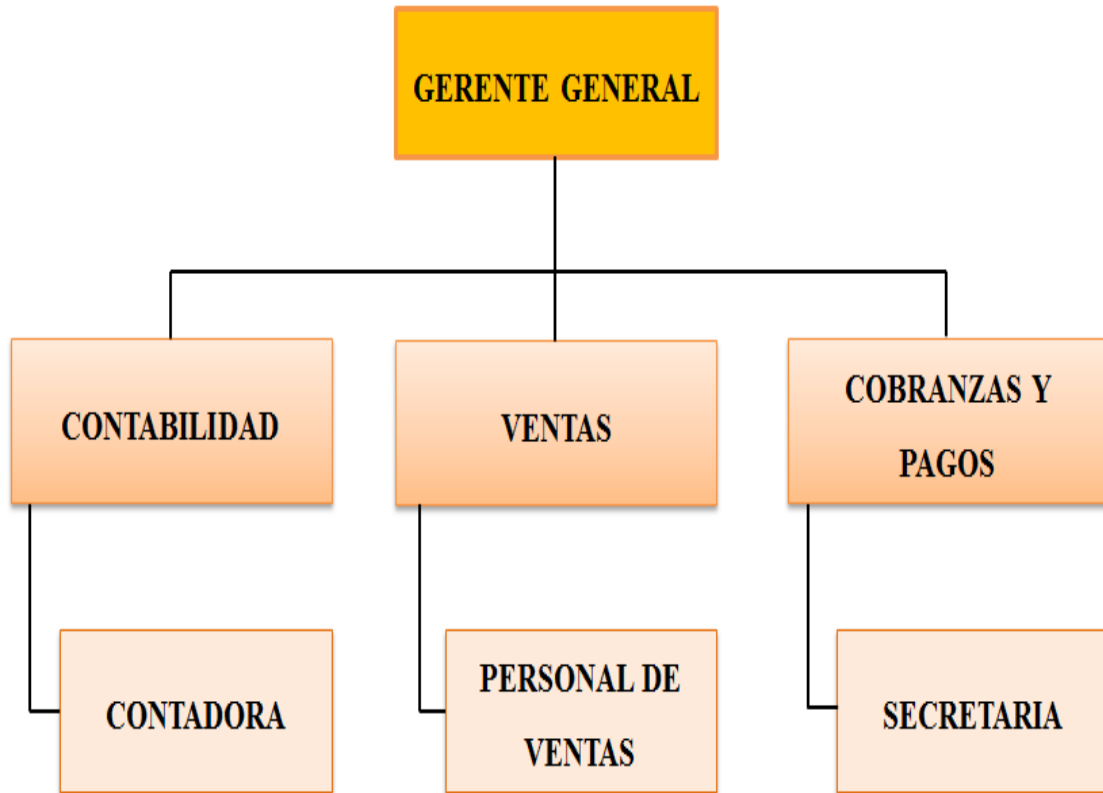 GERENTE GENERAL
CONTABILIDAD
VENTAS
COBRANZAS Y
PAGOS
CONTADORA
PERSONAL DE
VENTAS
SECRETARIA